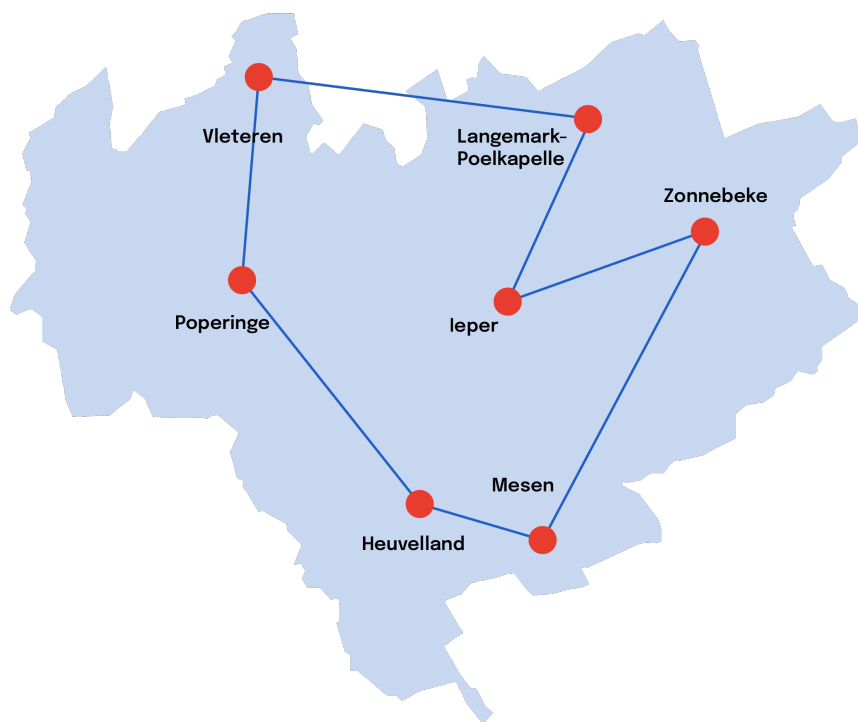 Vleteren
Langemark-
Poelkapelle
Zonnebeke
Poperinge
Ieper
Mesen
Heuvelland